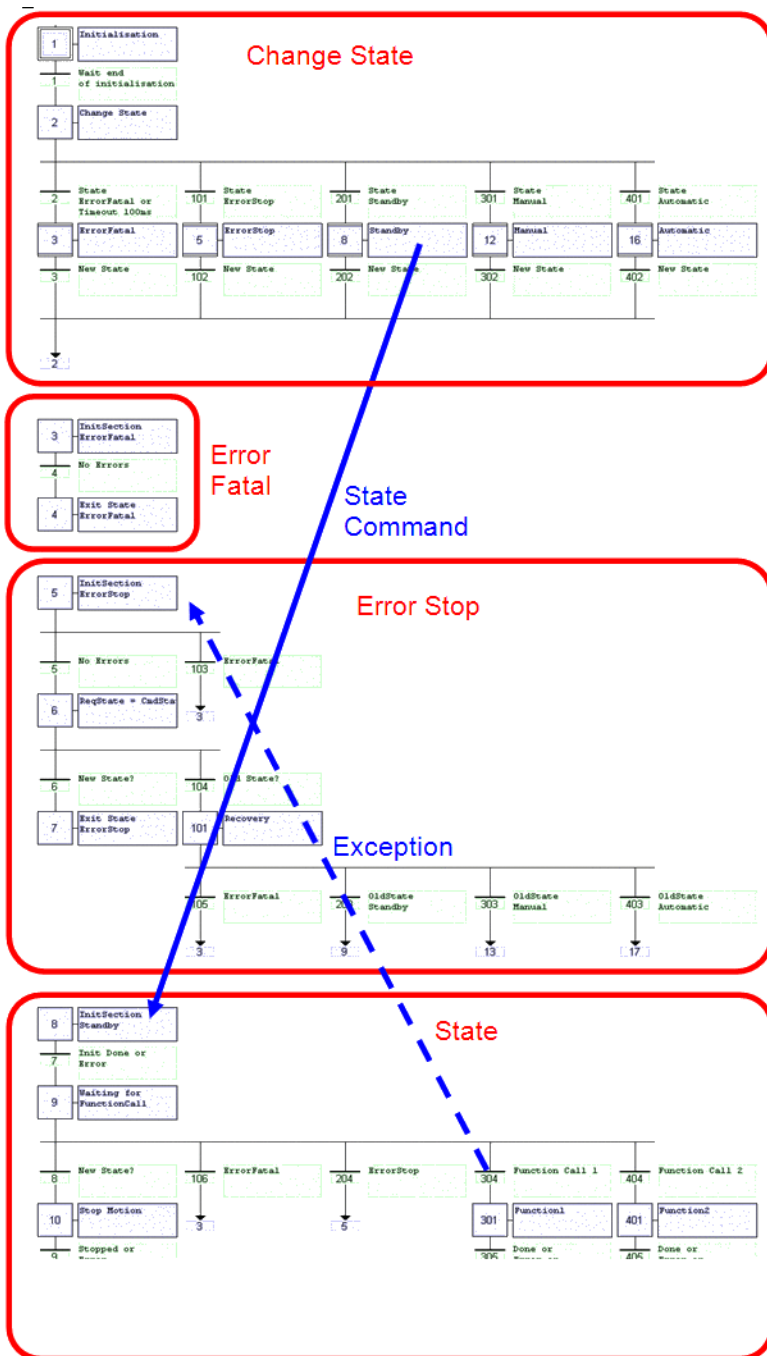 Change State
1
Initialisation
1
Wait end
of initialisation
2
Change State
2
State
ErrorFatal or
Timeout 100ms
101
State
ErrorStop
201
State
Standby
301
State
Manual
401
State
Automatic
3
ErrorFatal
5
ErrorStop
8
Standby
12
Manual
16
Automatic
3
New State
102
New State
202
New State
302
New State
402
New State
2
3
InitSection
ErrorFatal
4
No Errors
4
Exit State
ErrorFatal
Error
Fatal
State
Command
5
InitSection
ErrorStop
Error Stop
5
No Errors
103
ErrorFatal
6
ReqState = CmdSta
3
6
New State?
104
Old State?
7
Exit State
ErrorStop
101
Recovery
Exception
105
ErrorFatal
OldState
Standby
303
OldState
Manual
403
OldState
Automatic
3
9
13
17
8
InitSection
Standby
State
7
Init Done or
Error
9
Waiting for
FunctionCall
8
New State?
106
ErrorFatal
204
ErrorStop
304
Function Call 1
404
Function Call 2
10
Stop Motion
3
5
301
Function1
401
Function2
9
Stopped or
305
Done or
405
Done or